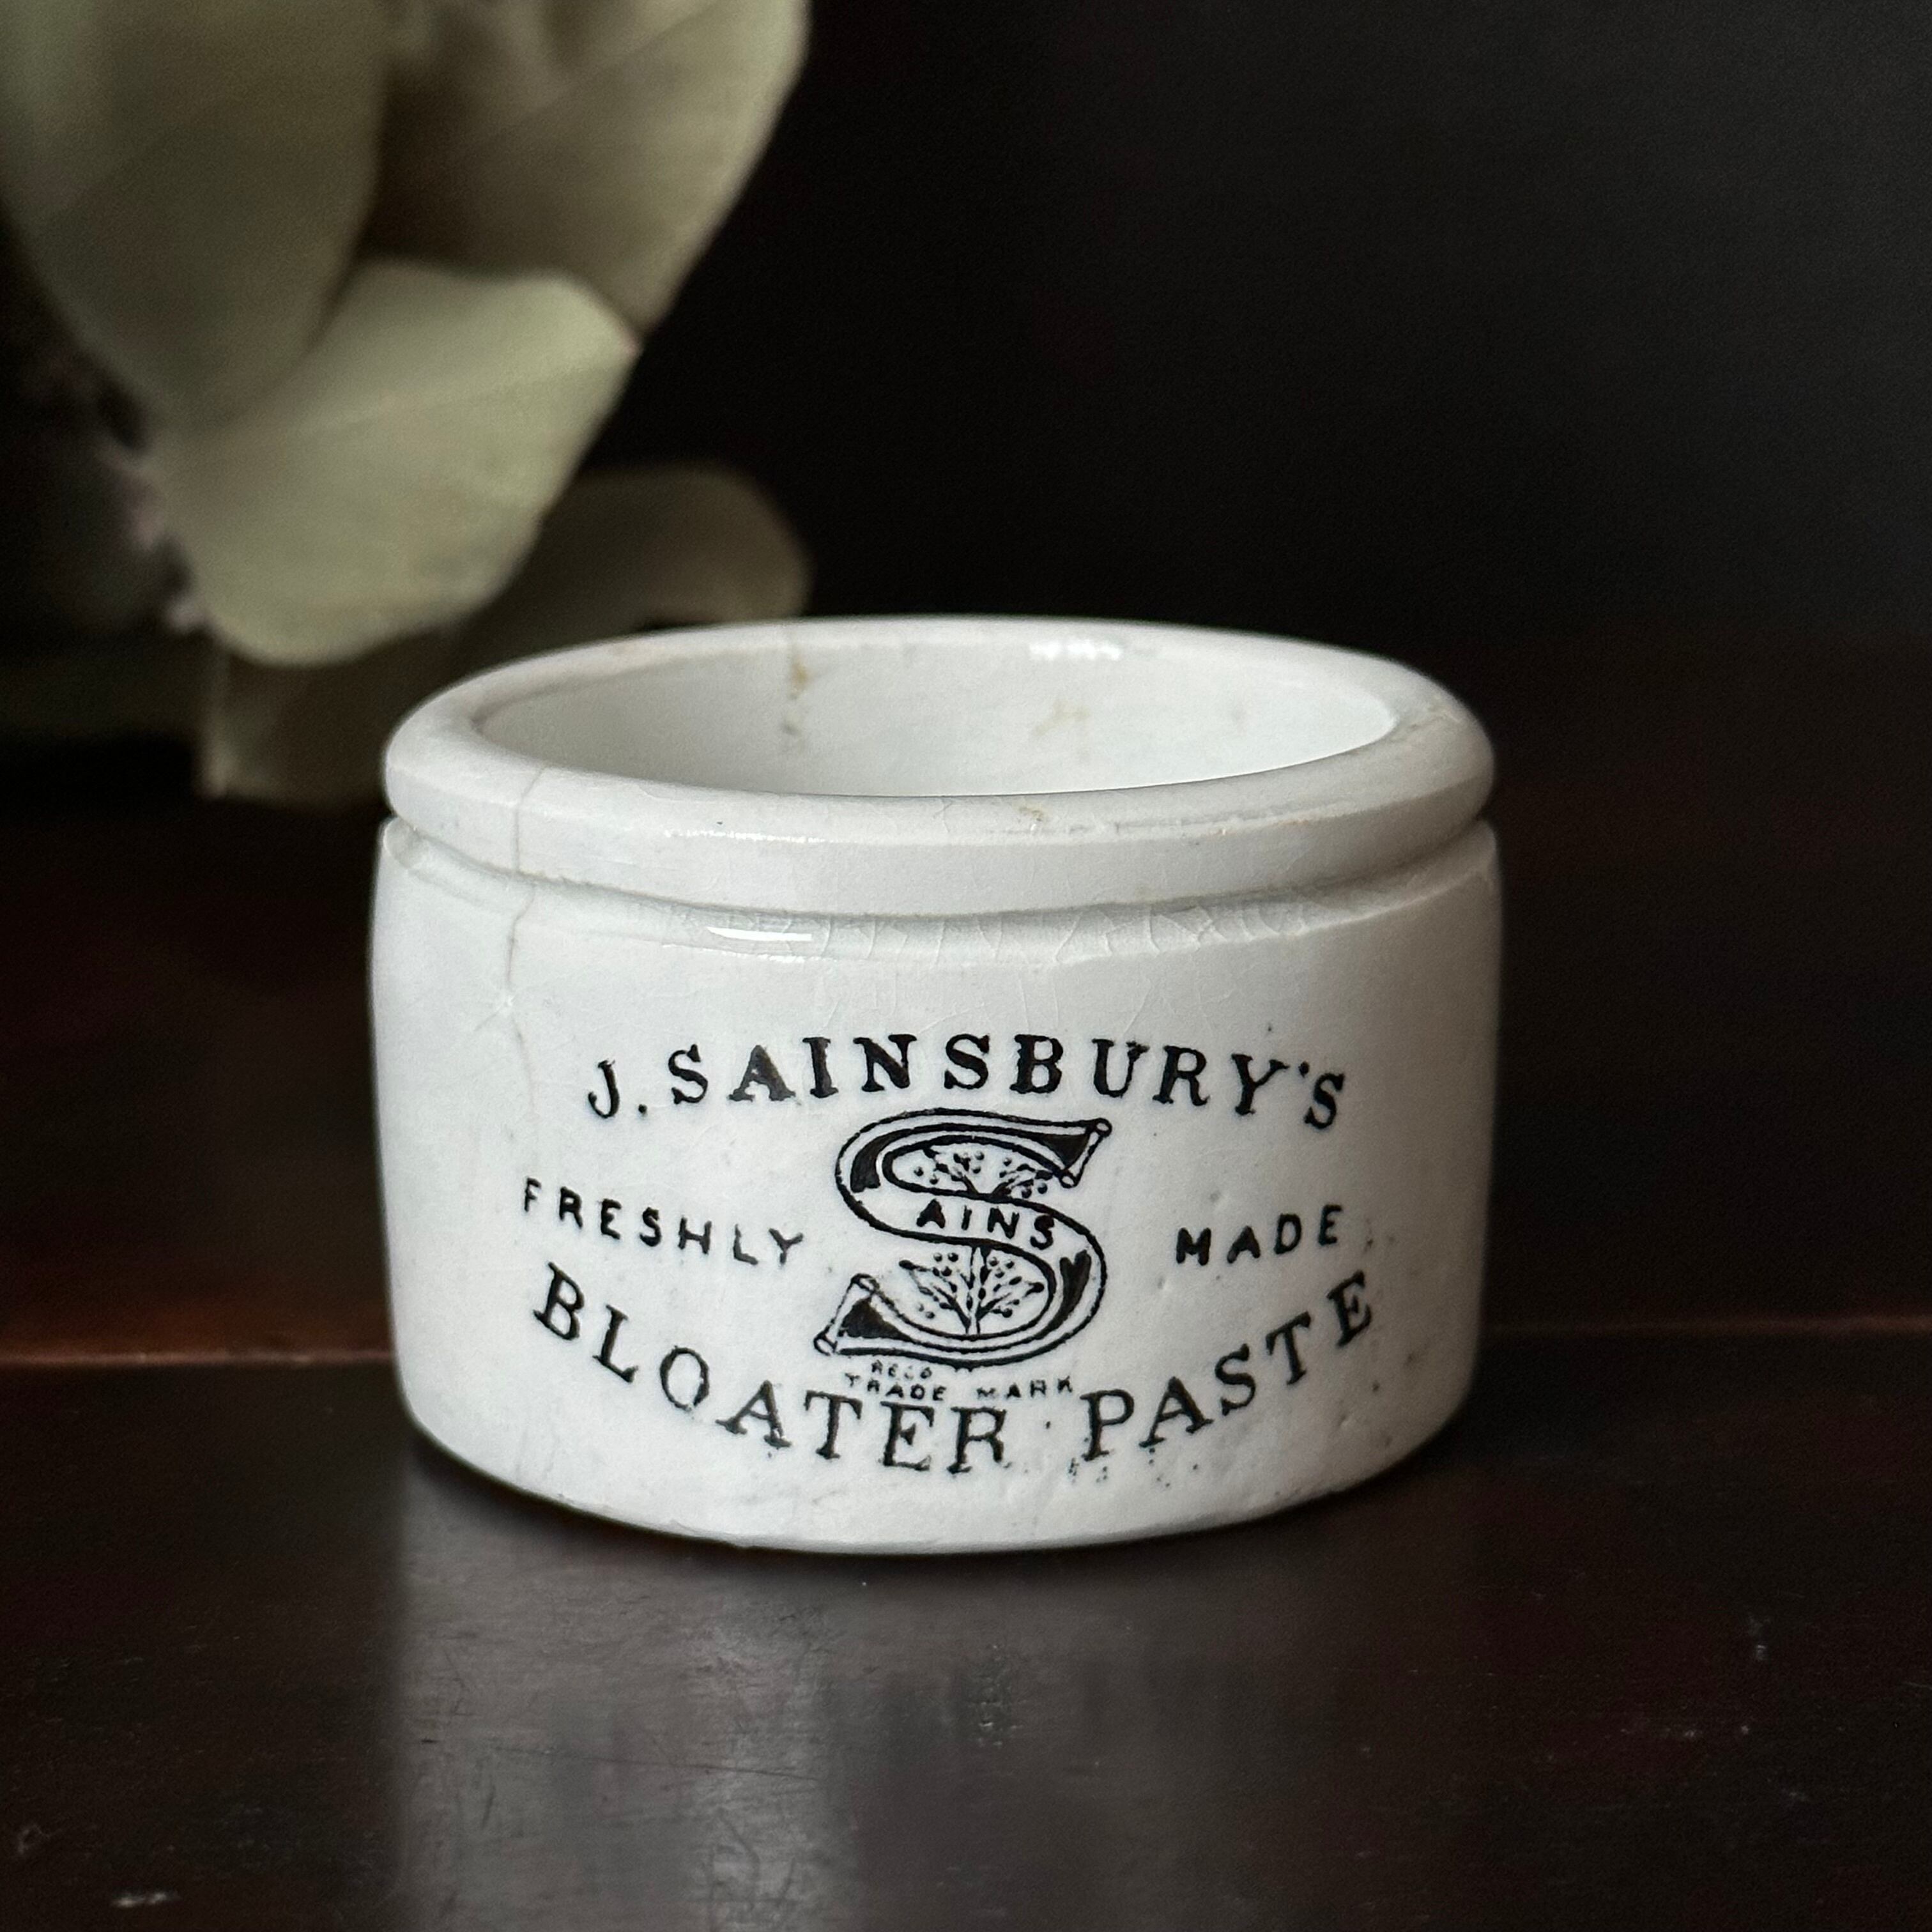 J. SAINSBURY'S
FRESHLY S AINS MADE
REGD
TRADE MARK
BLOATER PASTE